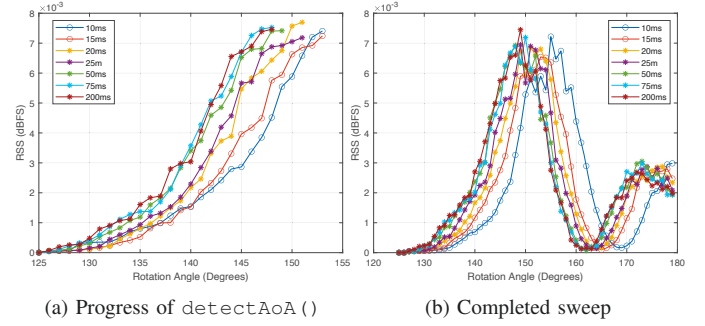 ×10⁻³
8
7
6
5
4
3
2
1
0
RSS (dBFS)
10ms
15ms
20ms
25m
50ms
75ms
200ms
125 130 135 140 145 150 155
Rotation Angle (Degrees)
(a) Progress of detectAoA()
×10⁻³
8
7
6
5
4
3
2
1
0
RSS (dBFS)
10ms
15ms
20ms
25ms
50ms
75ms
200ms
120 130 140 150 160 170 180
Rotation Angle (Degrees)
(b) Completed sweep